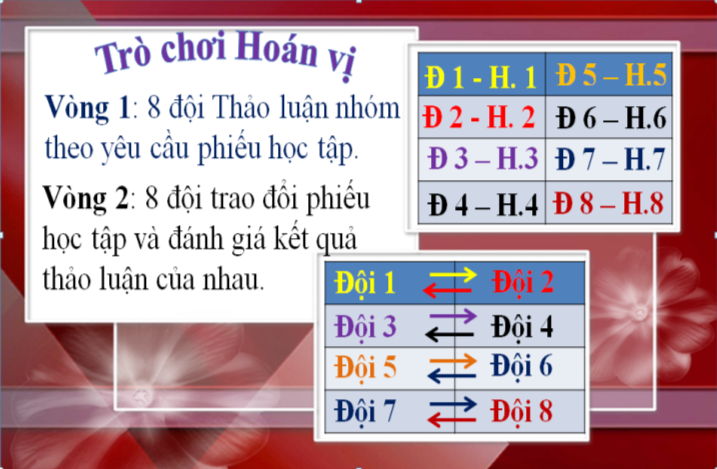 Trò chơi Hoán vị
Vòng 1: 8 đội Thảo luận nhóm
theo yêu cầu phiếu học tập.
Vòng 2: 8 đội trao đổi phiếu
học tập và đánh giá kết quả
thảo luận của nhau.
Đ 1 - H. 1 Đ 5 – H.5
Đ 2 - H. 2 Đ 6 – H.6
Đ 3 – H.3 Đ 7 – H.7
Đ 4 – H.4 Đ 8 – H.8
Đội 1 Đội 2
Đội 3 Đội 4
Đội 5 Đội 6
Đội 7 Đội 8